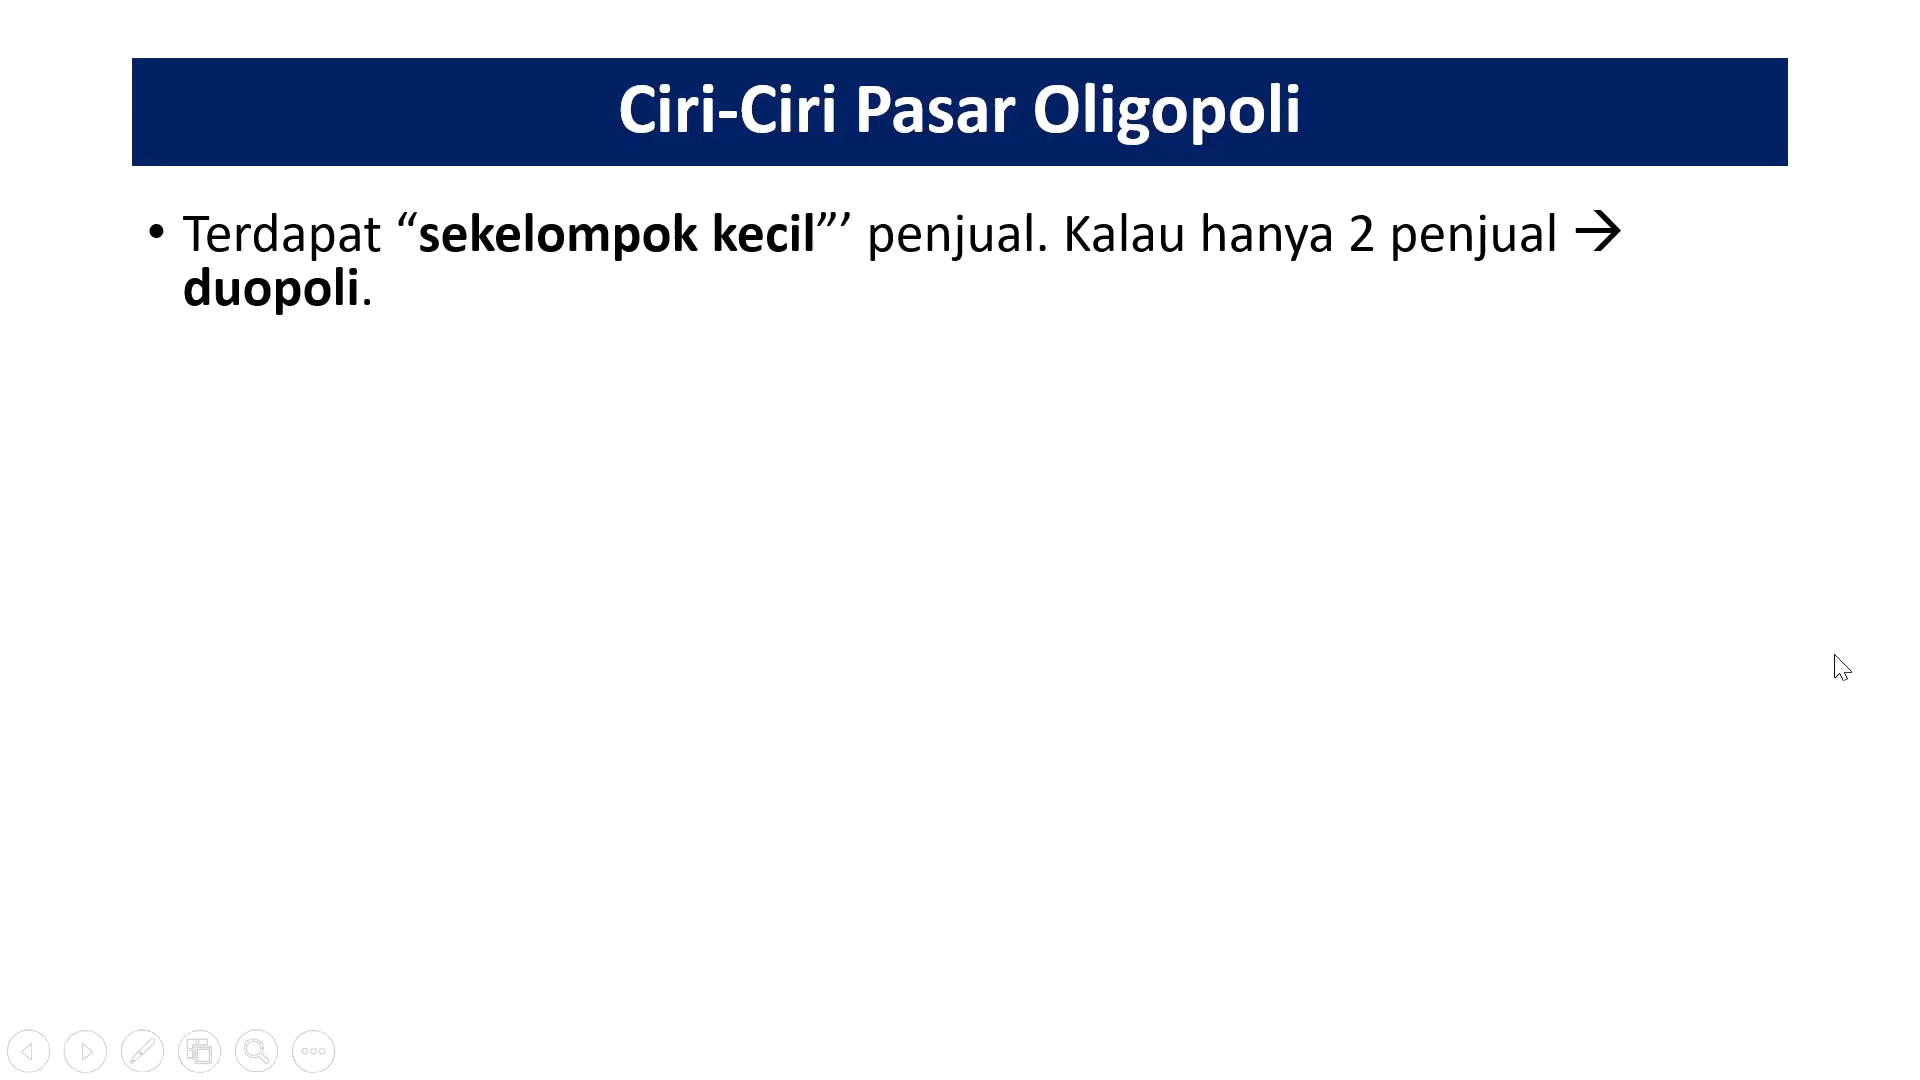 Ciri-Ciri Pasar Oligopoli
• Terdapat “sekelompok kecil”’ penjual. Kalau hanya 2 penjual →
duopoli.